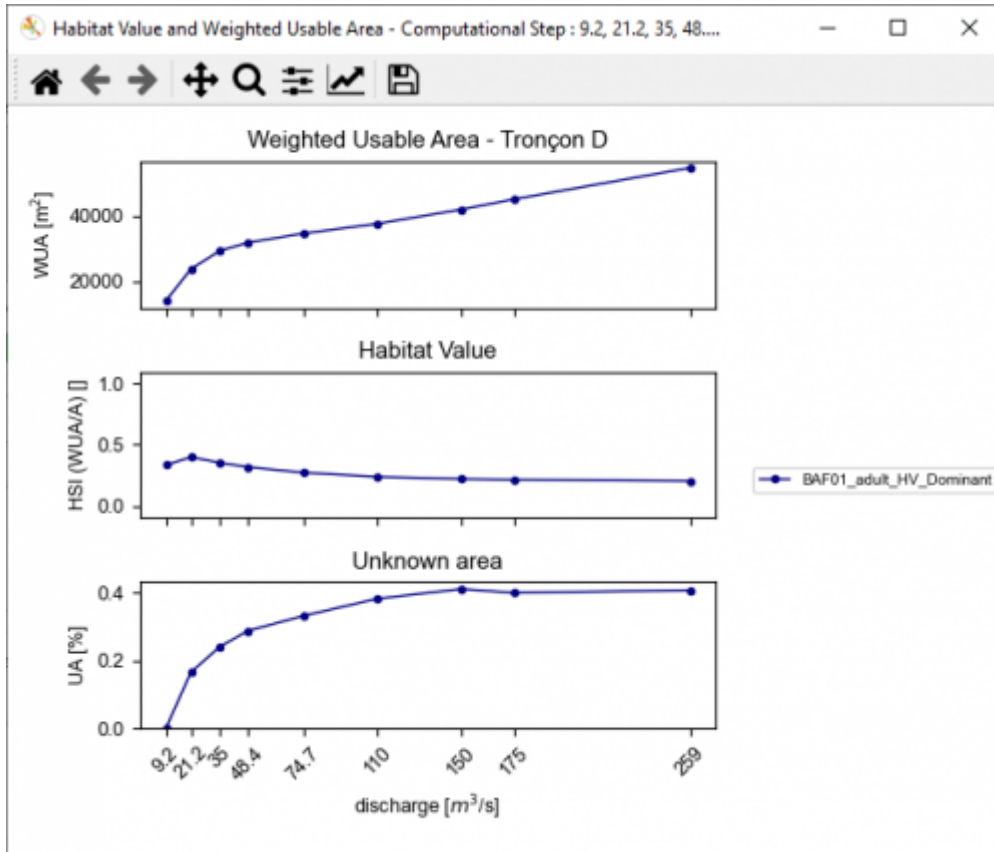 Habitat Value and Weighted Usable Area - Computational Step : 9.2, 21.2, 35, 48....
Weighted Usable Area - Tronçon D
WUA [m²]
40000
20000
Habitat Value
HSI (WUA/A) []
1.0
0.5
0.0
BAF01_adult_HV_Dominant
Unknown area
UA [%]
0.4
0.2
0.0
9.2 21.2 35 48.4 74.7 110 150 175 259
discharge [m³/s]